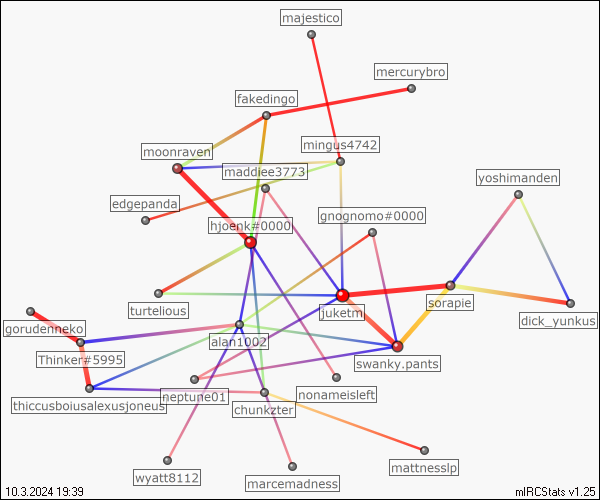 majestico
mercurybro
fakedingo
mingus4742
moonraven
maddiee3773
yoshimanden
edgepanda
gnognomo#0000
hjoenk#0000
turtelious
juketm
sorapie
dick_yunkus
gorudenneko
alan1002
Thinker#5995
swanky.pants
neptune01
nonameisleft
thiccusboiusalexusjoneus
chunkzter
wyatt8112
mattnesslp
marcemadness
10.3.2024 19:39
mIRCStats v1.25